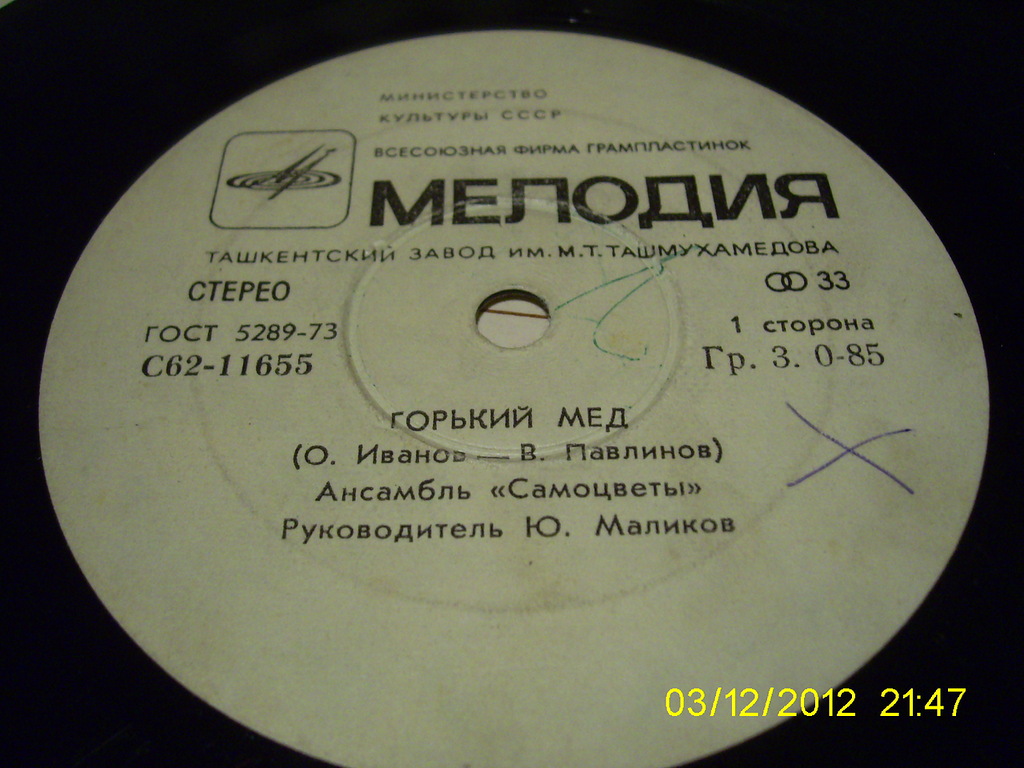 МИНИСТЕРСТВО
КУЛЬТУРЫ СССР
ВСЕСОЮЗНАЯ ФИРМА ГРАМПЛАСТИНОК
МЕЛОДИЯ
ТАШКЕНТСКИЙ ЗАВОД ИМ. М.Т. ТАШМУХАМЕДОВА
СТЕРЕО
33
ГОСТ 5289-73
1 сторона
С62-11655
Гр. 3. 0-85
ГОРЬКИЙ МЕД
(О. Иванов — В. Павлинов)
Ансамбль «Самоцветы»
Руководитель Ю. Маликов
03/12/2012 21:47